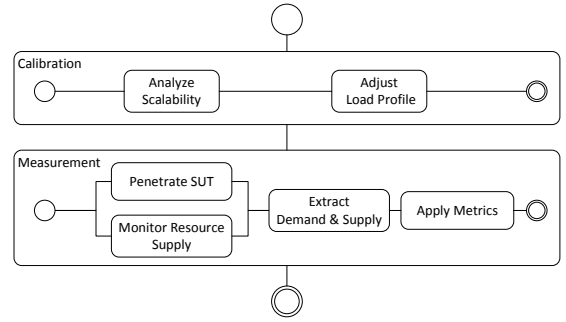 Calibration
Analyze
Scalability
Adjust
Load Profile
Measurement
Penetrate SUT
Monitor Resource
Supply
Extract
Demand & Supply
Apply Metrics